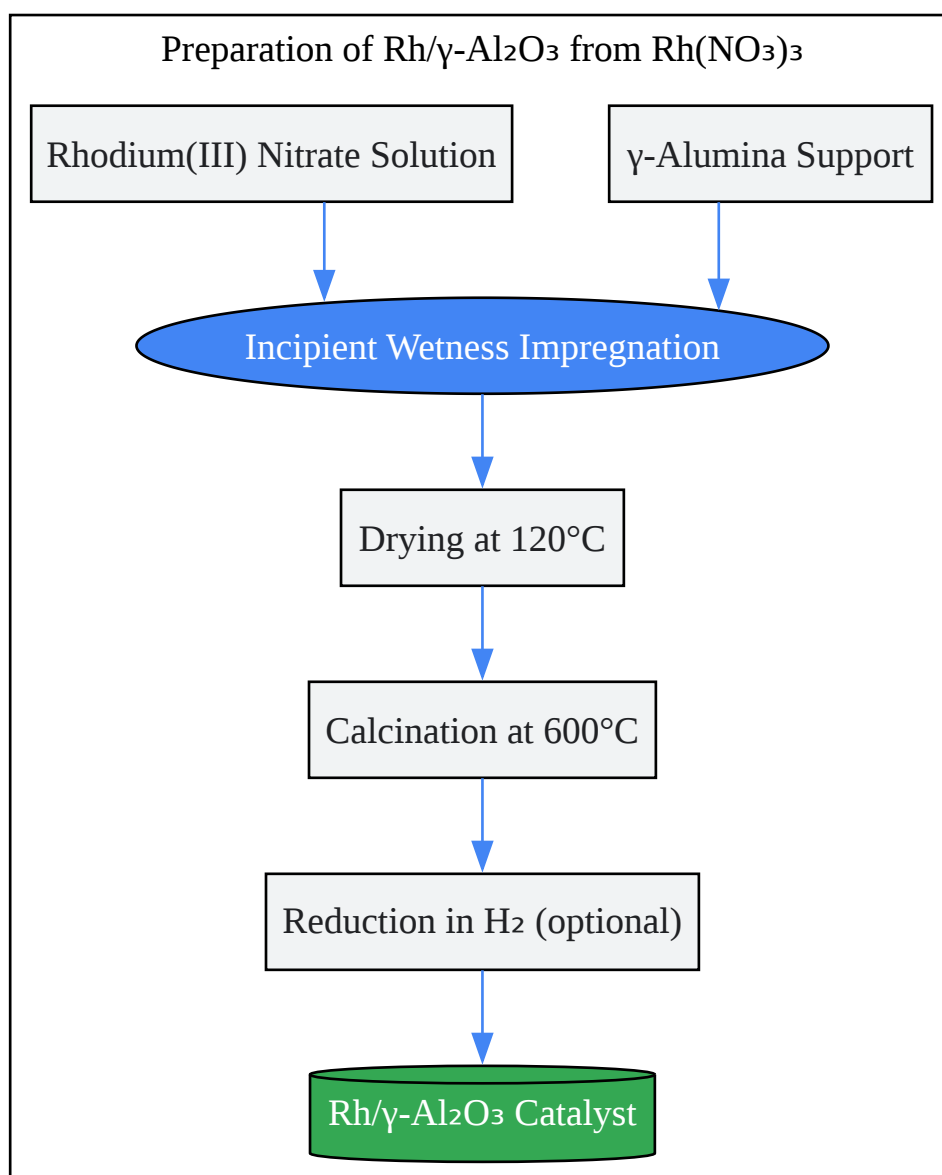 Preparation of Rh/γ-Al₂O₃ from Rh(NO₃)₃
Rhodium(III) Nitrate Solution
γ-Alumina Support
Incipient Wetness Impregnation
Drying at 120°C
Calcination at 600°C
Reduction in H₂ (optional)
Rh/γ-Al₂O₃ Catalyst